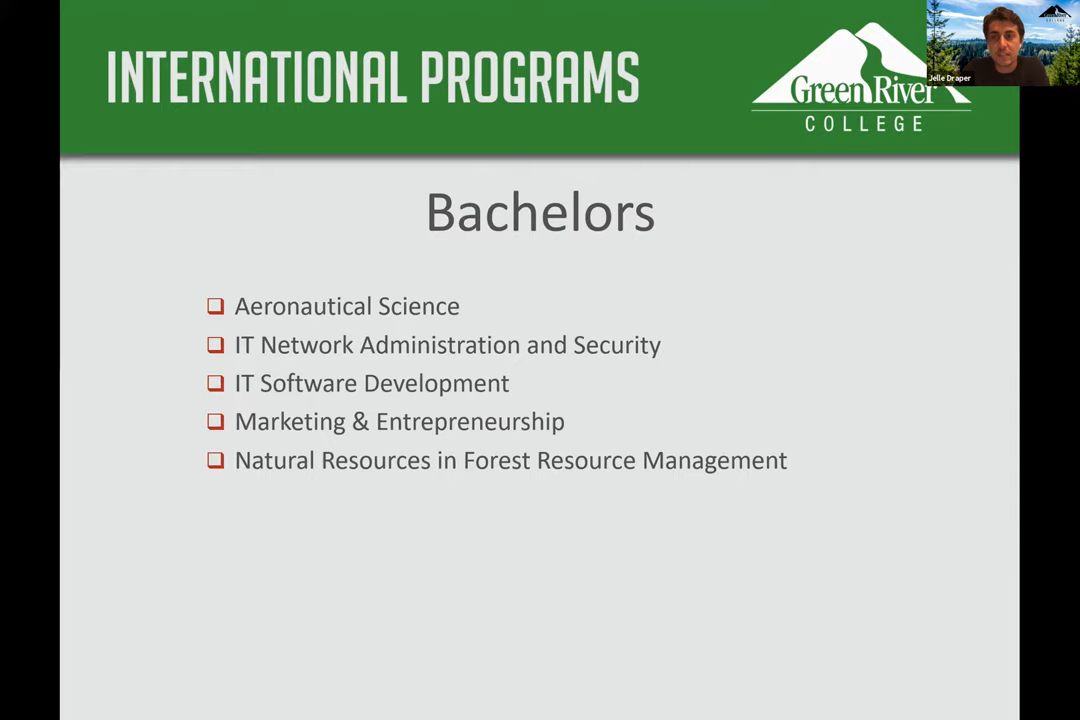 INTERNATIONAL PROGRAMS
Green River
COLLEGE
Jelle Draper
Bachelors
Aeronautical Science
IT Network Administration and Security
IT Software Development
Marketing & Entrepreneurship
Natural Resources in Forest Resource Management